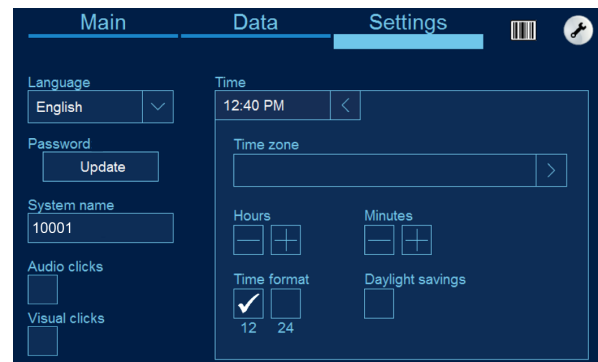 Main Data Settings
Language
English
Password
Update
System name
10001
Audio clicks
Visual clicks
Time
12:40 PM
Time zone
Hours Minutes
Time format Daylight savings
12 24